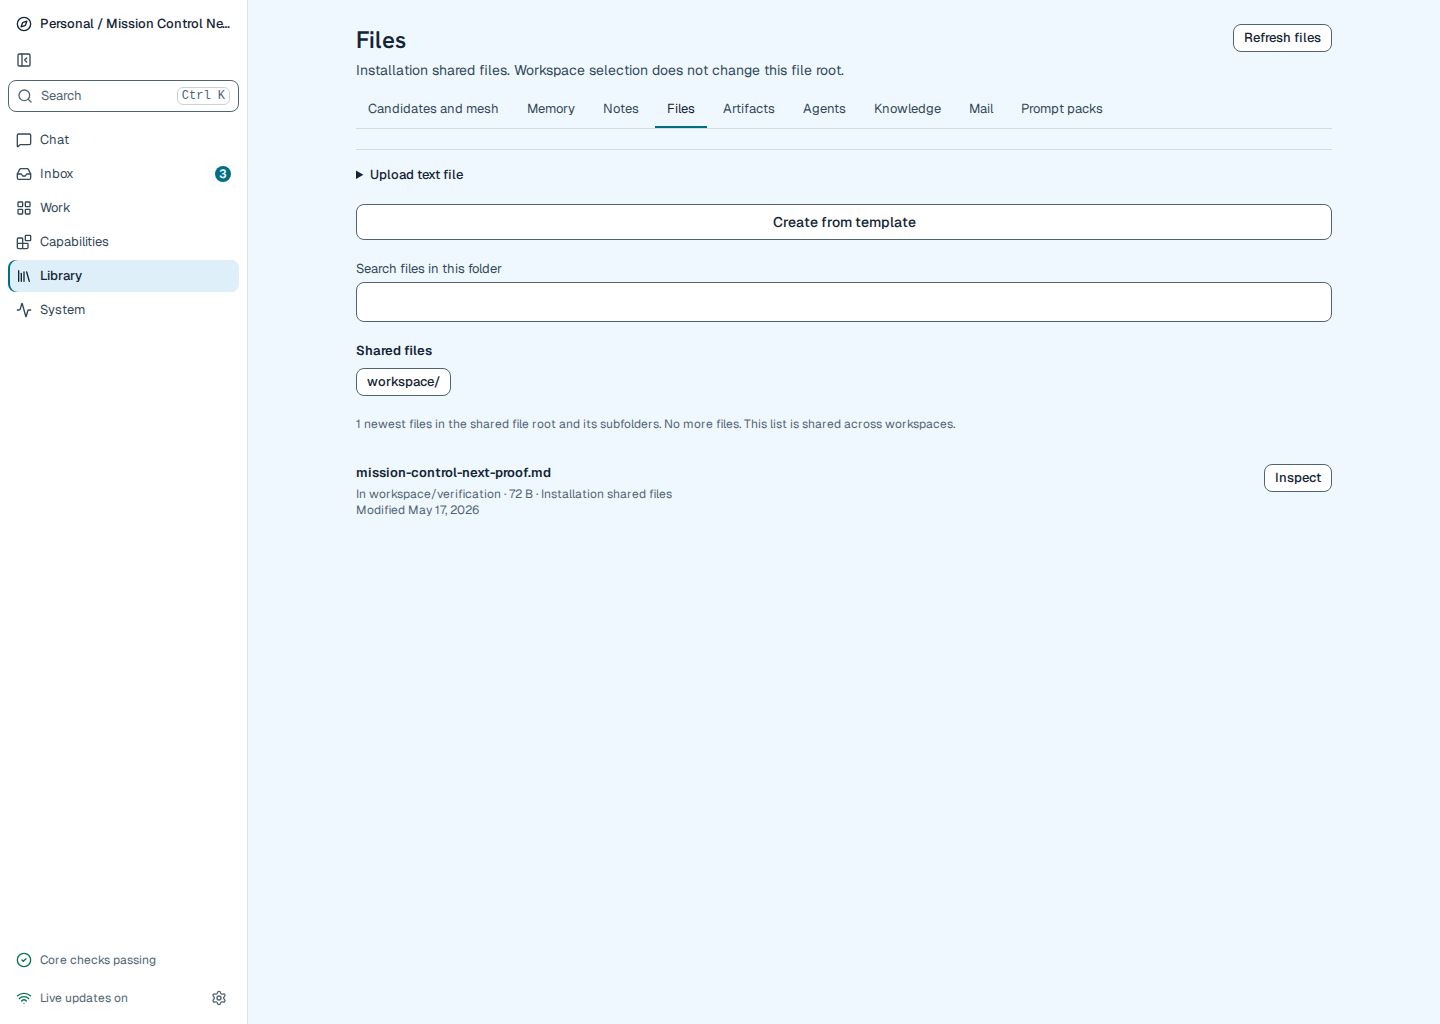 Personal / Mission Control Ne...
Search
Ctrl K
Chat
Inbox
3
Work
Capabilities
Library
System
Core checks passing
Live updates on
Files
Refresh files
Installation shared files. Workspace selection does not change this file root.
Candidates and mesh
Memory
Notes
Files
Artifacts
Agents
Knowledge
Mail
Prompt packs
Upload text file
Create from template
Search files in this folder
Shared files
workspace/
1 newest files in the shared file root and its subfolders. No more files. This list is shared across workspaces.
mission-control-next-proof.md
Inspect
In workspace/verification · 72 B · Installation shared files
Modified May 17, 2026